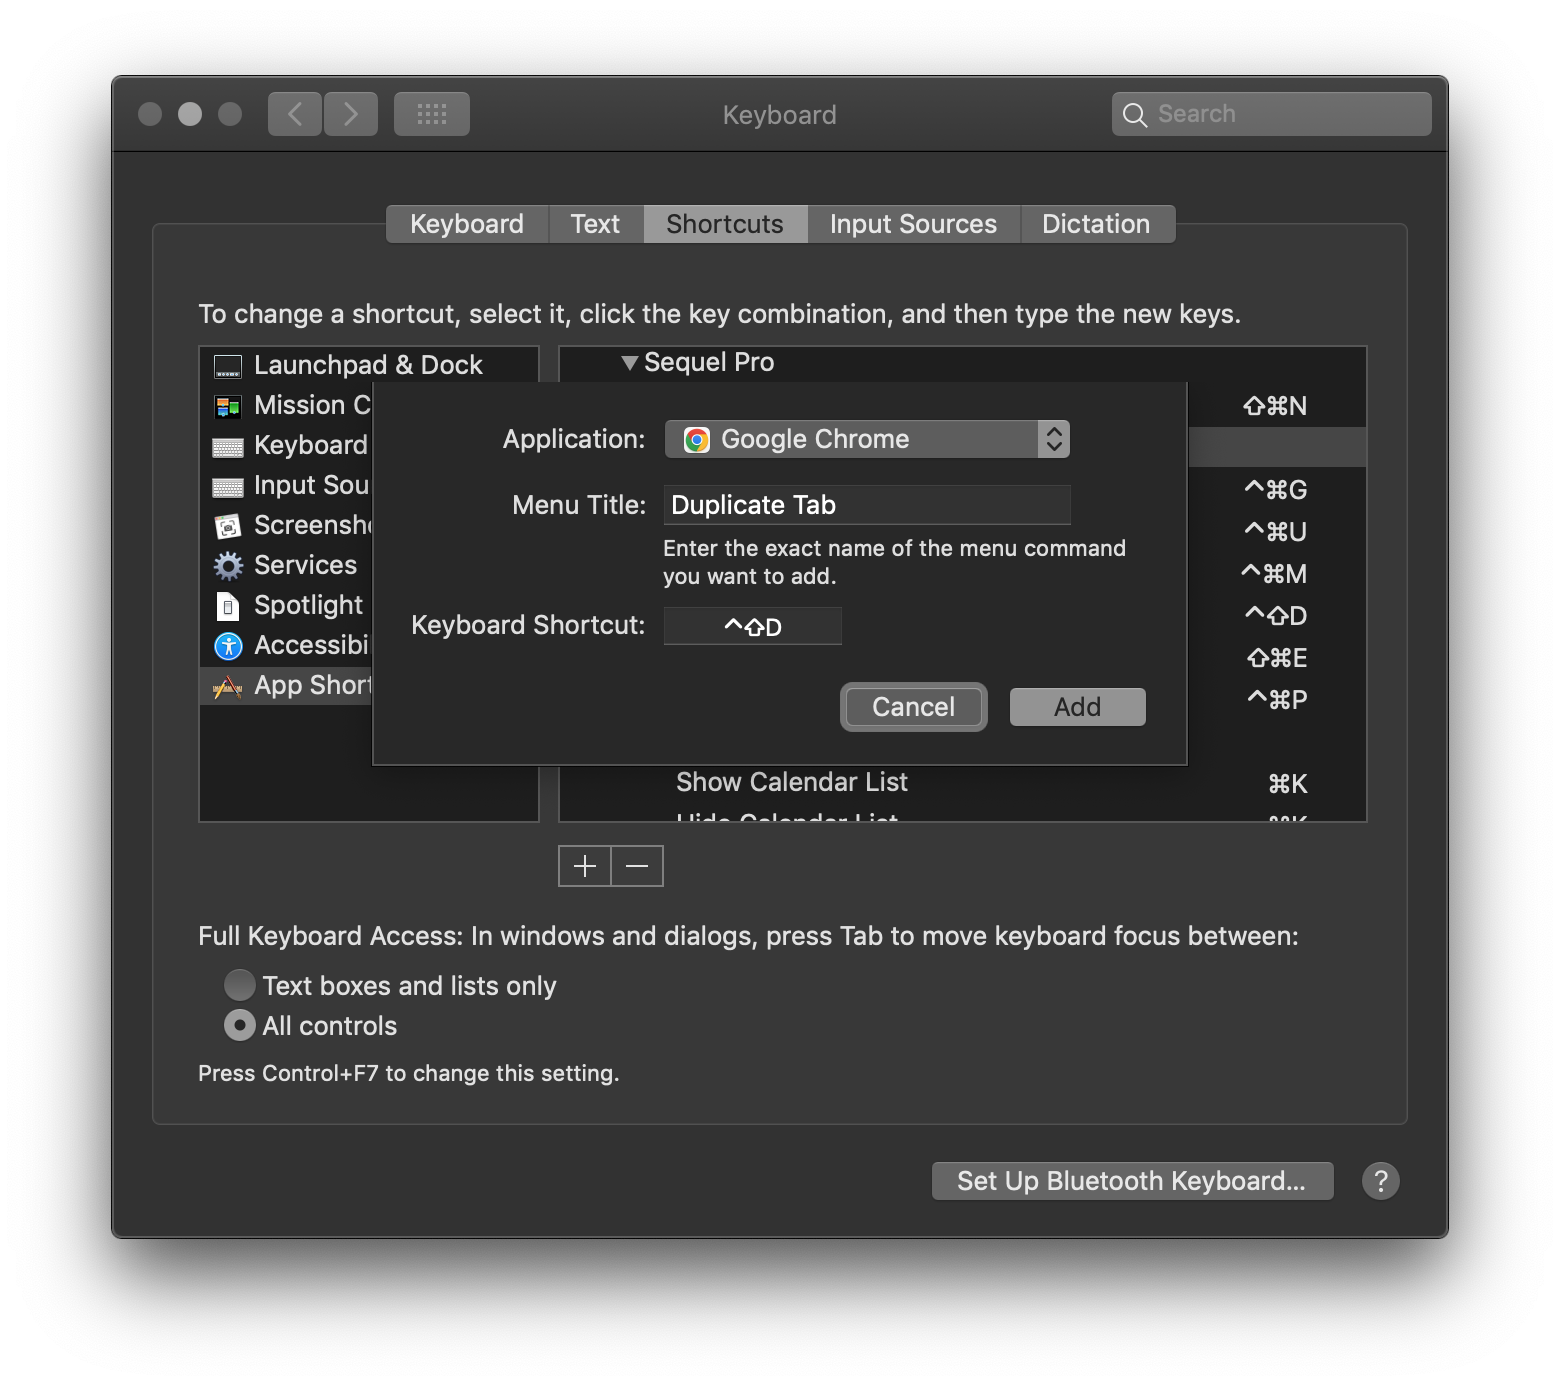 Keyboard
Search
Keyboard Text Shortcuts Input Sources Dictation
To change a shortcut, select it, click the key combination, and then type the new keys.
Launchpad & Dock
Mission C
Keyboard
Input Sou
Screensh
Services
Spotlight
Accessibi
App Shor
Sequel Pro
⇧⌘N
^⌘G
^⌘U
^⌘M
^⇧D
⇧⌘E
^⌘P
Show Calendar List ⌘K
Hide Calendar List ⌘K
Application: Google Chrome
Menu Title: Duplicate Tab
Enter the exact name of the menu command
you want to add.
Keyboard Shortcut: ^⇧D
Cancel Add
+ −
Full Keyboard Access: In windows and dialogs, press Tab to move keyboard focus between:
Text boxes and lists only
All controls
Press Control+F7 to change this setting.
Set Up Bluetooth Keyboard... ?